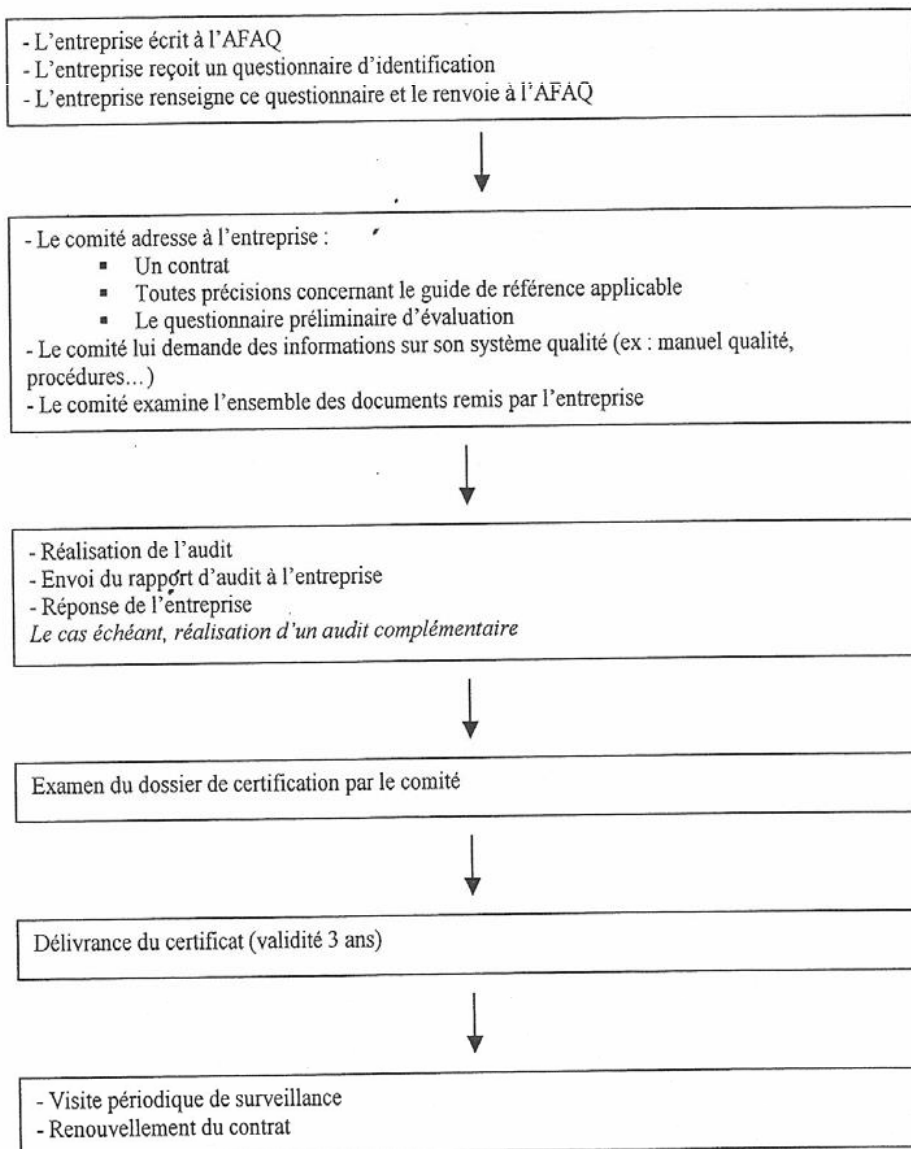 - L'entreprise écrit à l'AFAQ
- L'entreprise reçoit un questionnaire d'identification
- L'entreprise renseigne ce questionnaire et le renvoie à l'AFAQ
- Le comité adresse à l'entreprise :
▪ Un contrat
▪ Toutes précisions concernant le guide de référence applicable
▪ Le questionnaire préliminaire d'évaluation
- Le comité lui demande des informations sur son système qualité (ex : manuel qualité,
procédures…)
- Le comité examine l'ensemble des documents remis par l'entreprise
- Réalisation de l'audit
- Envoi du rapport d'audit à l'entreprise
- Réponse de l'entreprise
Le cas échéant, réalisation d'un audit complémentaire
Examen du dossier de certification par le comité
Délivrance du certificat (validité 3 ans)
- Visite périodique de surveillance
- Renouvellement du contrat